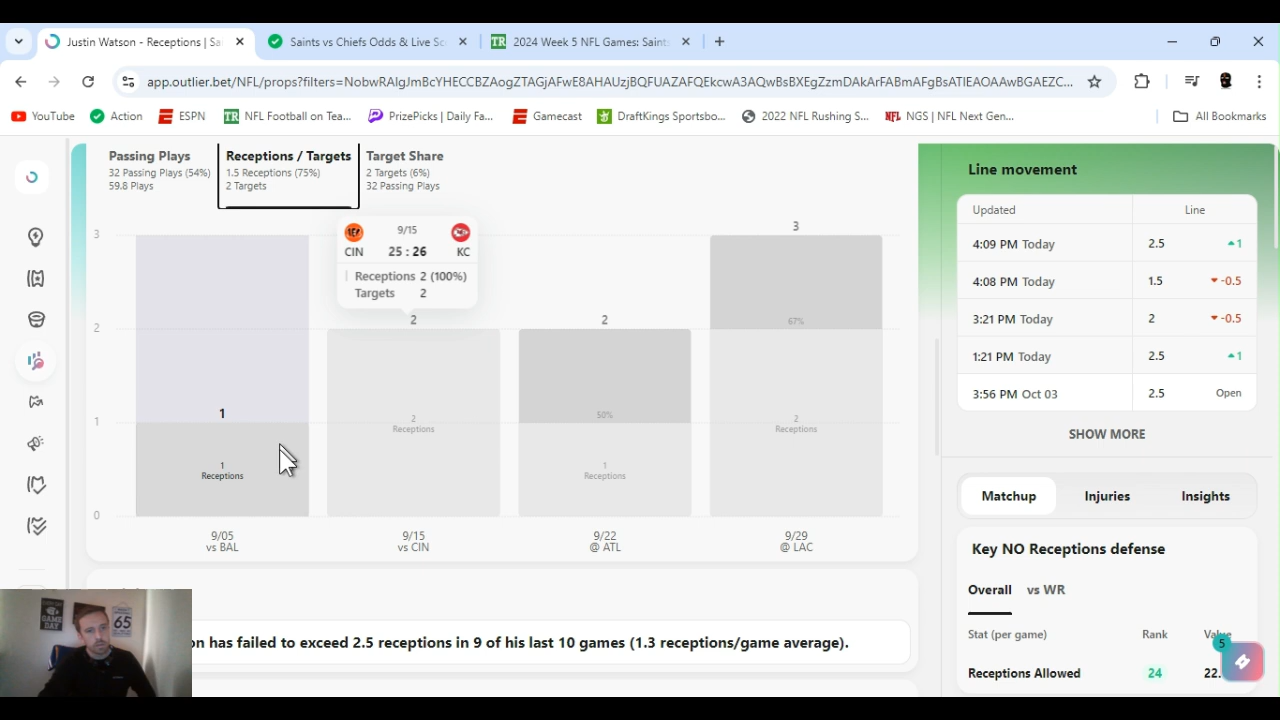 Justin Watson - Receptions | Sa
Saints vs Chiefs Odds & Live Sc
2024 Week 5 NFL Games: Saint
app.outlier.bet/NFL/props?filters=
YouTube
Action
ESPN
NFL Football on Tea...
PrizePicks | Daily Fa...
Gamecast
DraftKings Sportsbo...
2022 NFL Rushing S...
NGS | NFL Next Gen...
All Bookmarks
Passing Plays
32 Passing Plays (54%)
59.8 Plays
Receptions / Targets
1.5 Receptions (75%)
2 Targets
Target Share
2 Targets (6%)
32 Passing Plays
9/15
CIN 25 : 26 KC
Receptions 2 (100%)
Targets 2
3
2
1
0
1
1
Receptions
2
2
Receptions
2
50%
1
Receptions
3
67%
2
Receptions
9/05
vs BAL
9/15
vs CIN
9/22
@ ATL
9/29
@ LAC
on has failed to exceed 2.5 receptions in 9 of his last 10 games (1.3 receptions/game average).
Line movement
Updated Line
4:09 PM Today 2.5 1
4:08 PM Today 1.5 -0.5
3:21 PM Today 2 -0.5
1:21 PM Today 2.5 1
3:56 PM Oct 03 2.5 Open
SHOW MORE
Matchup Injuries Insights
Key NO Receptions defense
Overall vs WR
Stat (per game) Rank
5
Receptions Allowed 24 22.
GAME DAY
65